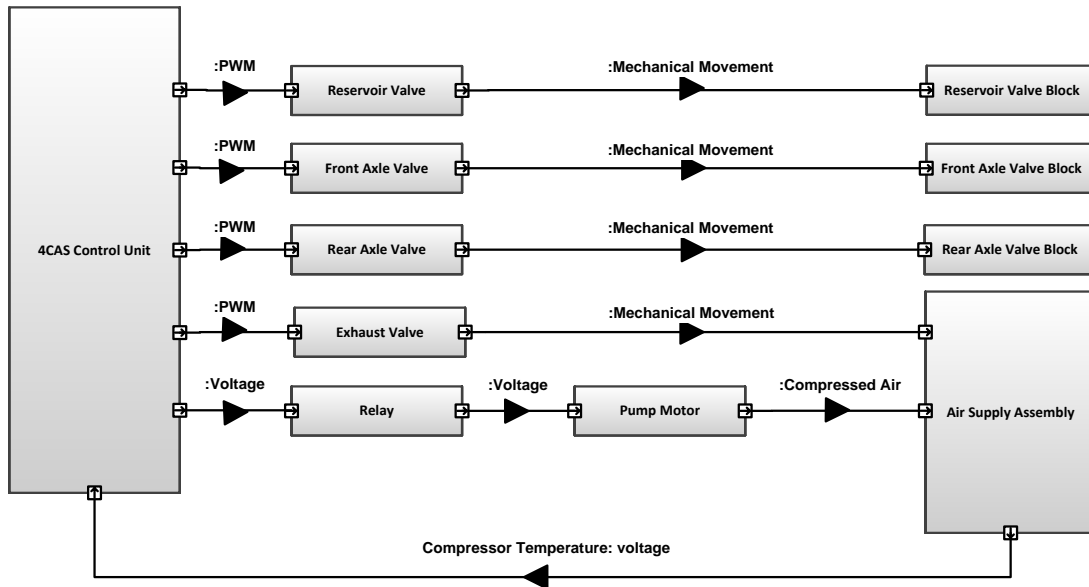 :PWM
:Mechanical Movement
Reservoir Valve
Reservoir Valve Block
:PWM
:Mechanical Movement
Front Axle Valve
Front Axle Valve Block
:PWM
:Mechanical Movement
4CAS Control Unit
Rear Axle Valve
Rear Axle Valve Block
:PWM
:Mechanical Movement
Exhaust Valve
:Voltage
:Voltage
:Compressed Air
Relay
Pump Motor
Air Supply Assembly
Compressor Temperature: voltage